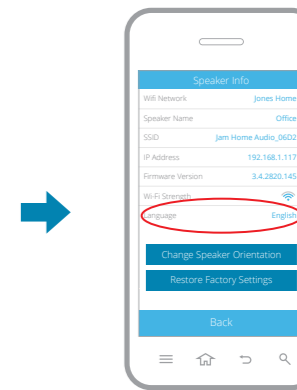 Speaker Info
Wifi Network Jones Home
Speaker Name Office
SSID Jam Home Audio_06D2
IP Address 192.168.1.117
Firmware Version 3.4.2820.145
Wi-Fi Strength
Language English
Change Speaker Orientation
Restore Factory Settings
Back